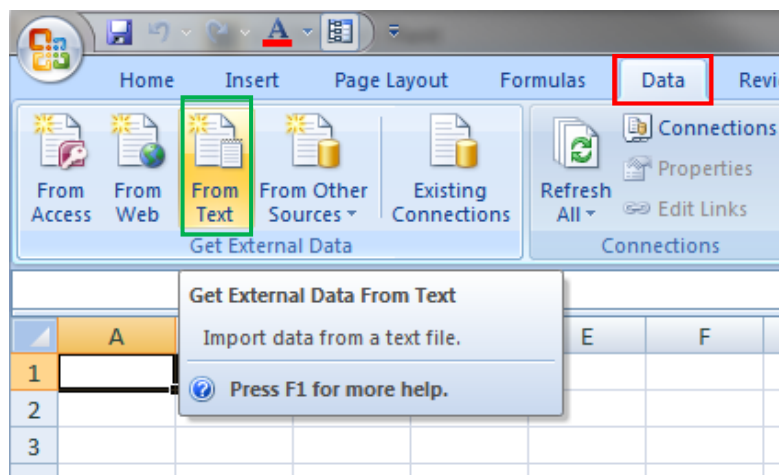 A
Home Insert Page Layout Formulas Data Revi
From Access
From Web
From Text
From Other Sources
Existing Connections
Refresh All
Connections
Properties
Edit Links
Get External Data
Connections
Get External Data From Text
Import data from a text file.
Press F1 for more help.
A E F
1
2
3